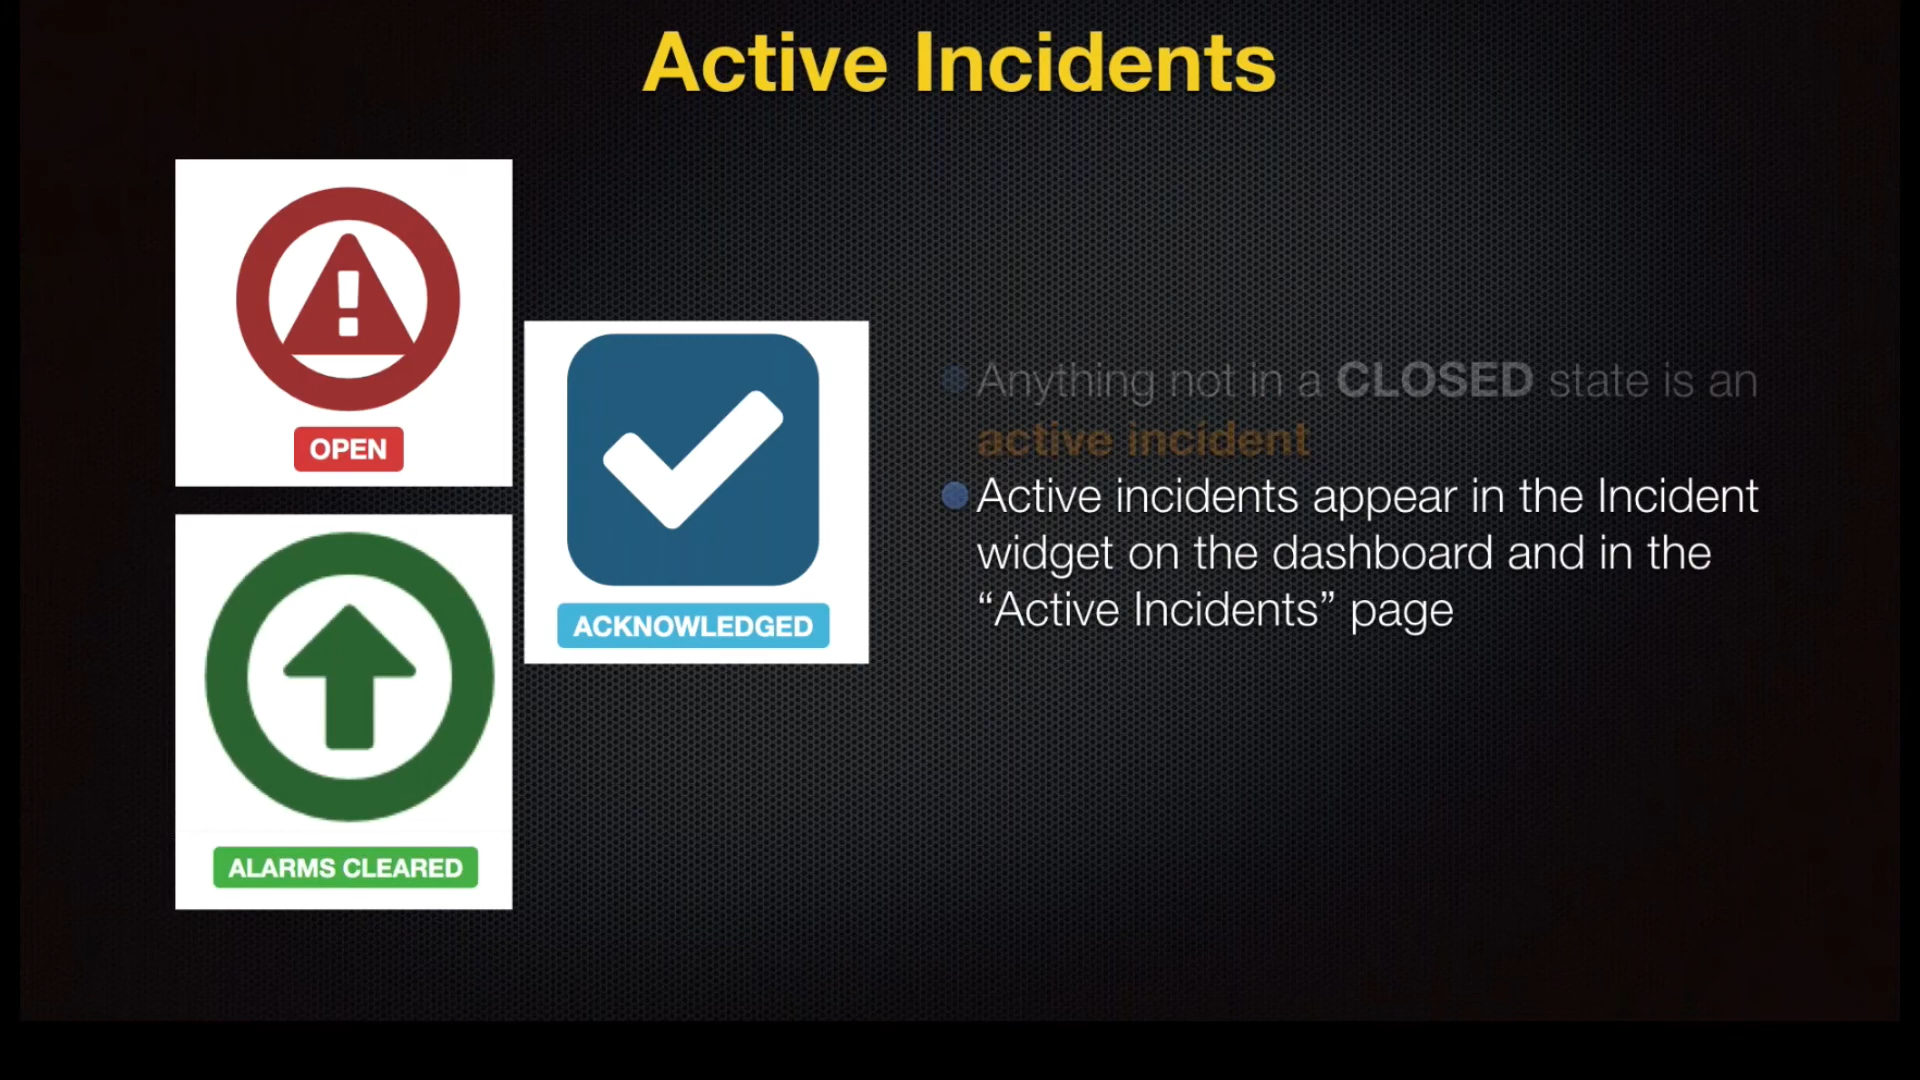 Active Incidents
OPEN
ACKNOWLEDGED
ALARMS CLEARED
Anything not in a CLOSED state is an
active incident
Active incidents appear in the Incident
widget on the dashboard and in the
“Active Incidents” page